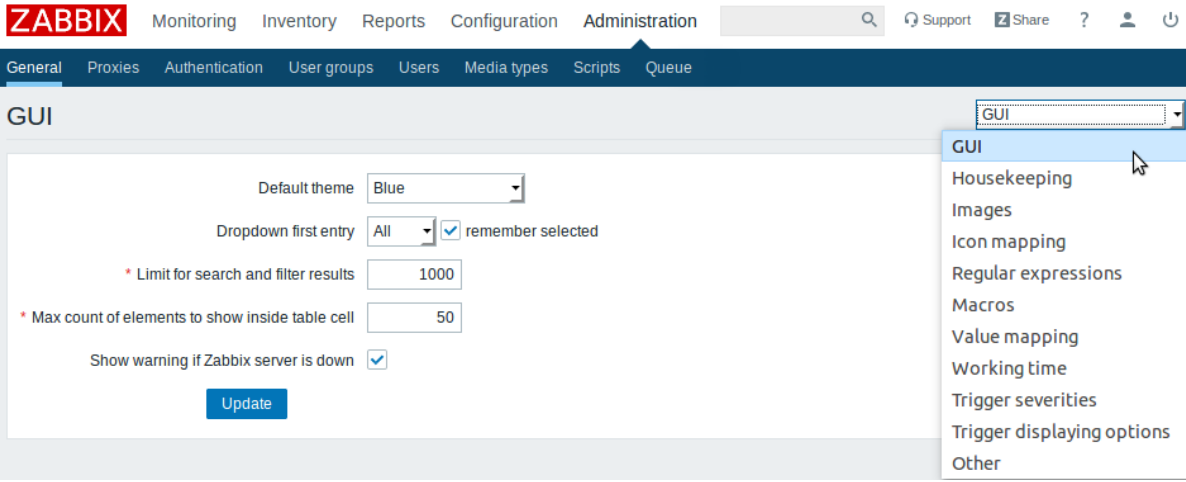 ZABBIX Monitoring Inventory Reports Configuration Administration Support Z Share ?
General Proxies Authentication User groups Users Media types Scripts Queue
GUI GUI
Default theme Blue
Dropdown first entry All remember selected
* Limit for search and filter results 1000
* Max count of elements to show inside table cell 50
Show warning if Zabbix server is down
Update
GUI
Housekeeping
Images
Icon mapping
Regular expressions
Macros
Value mapping
Working time
Trigger severities
Trigger displaying options
Other